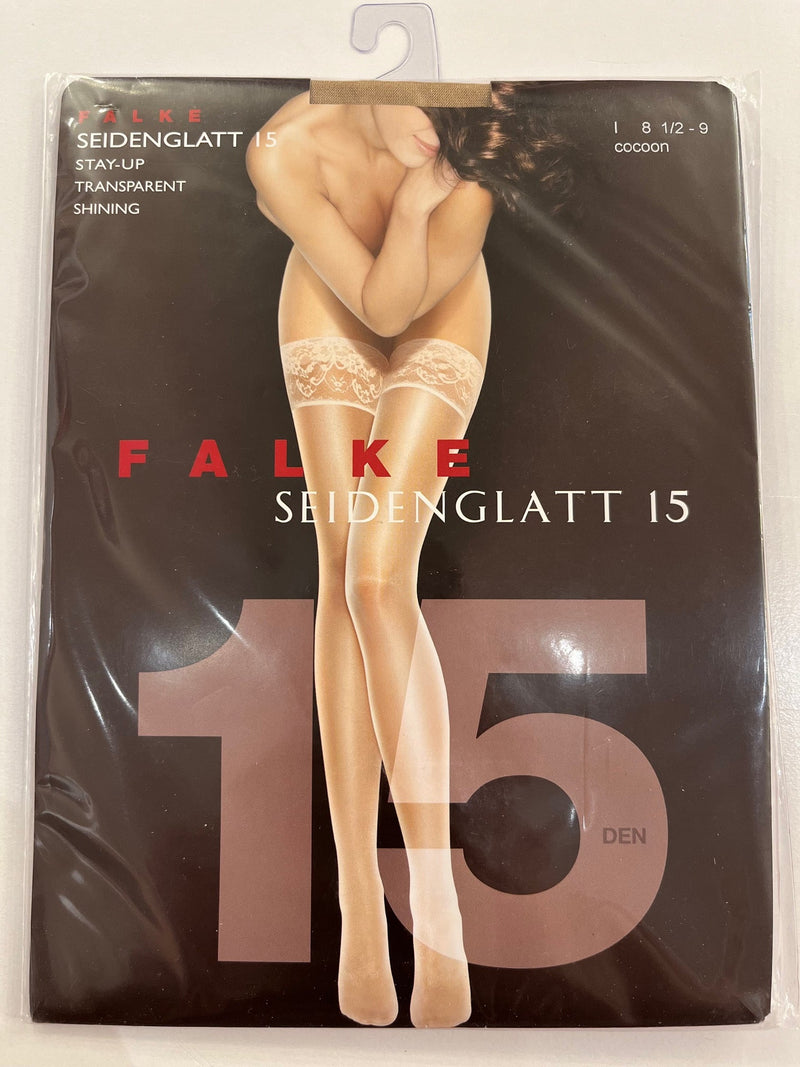 FALKE
SEIDENGLATT 15
STAY-UP
TRANSPARENT
SHINING
I 8 1/2 - 9
cocoon
FALKE
SEIDENGLATT 15
15
DEN